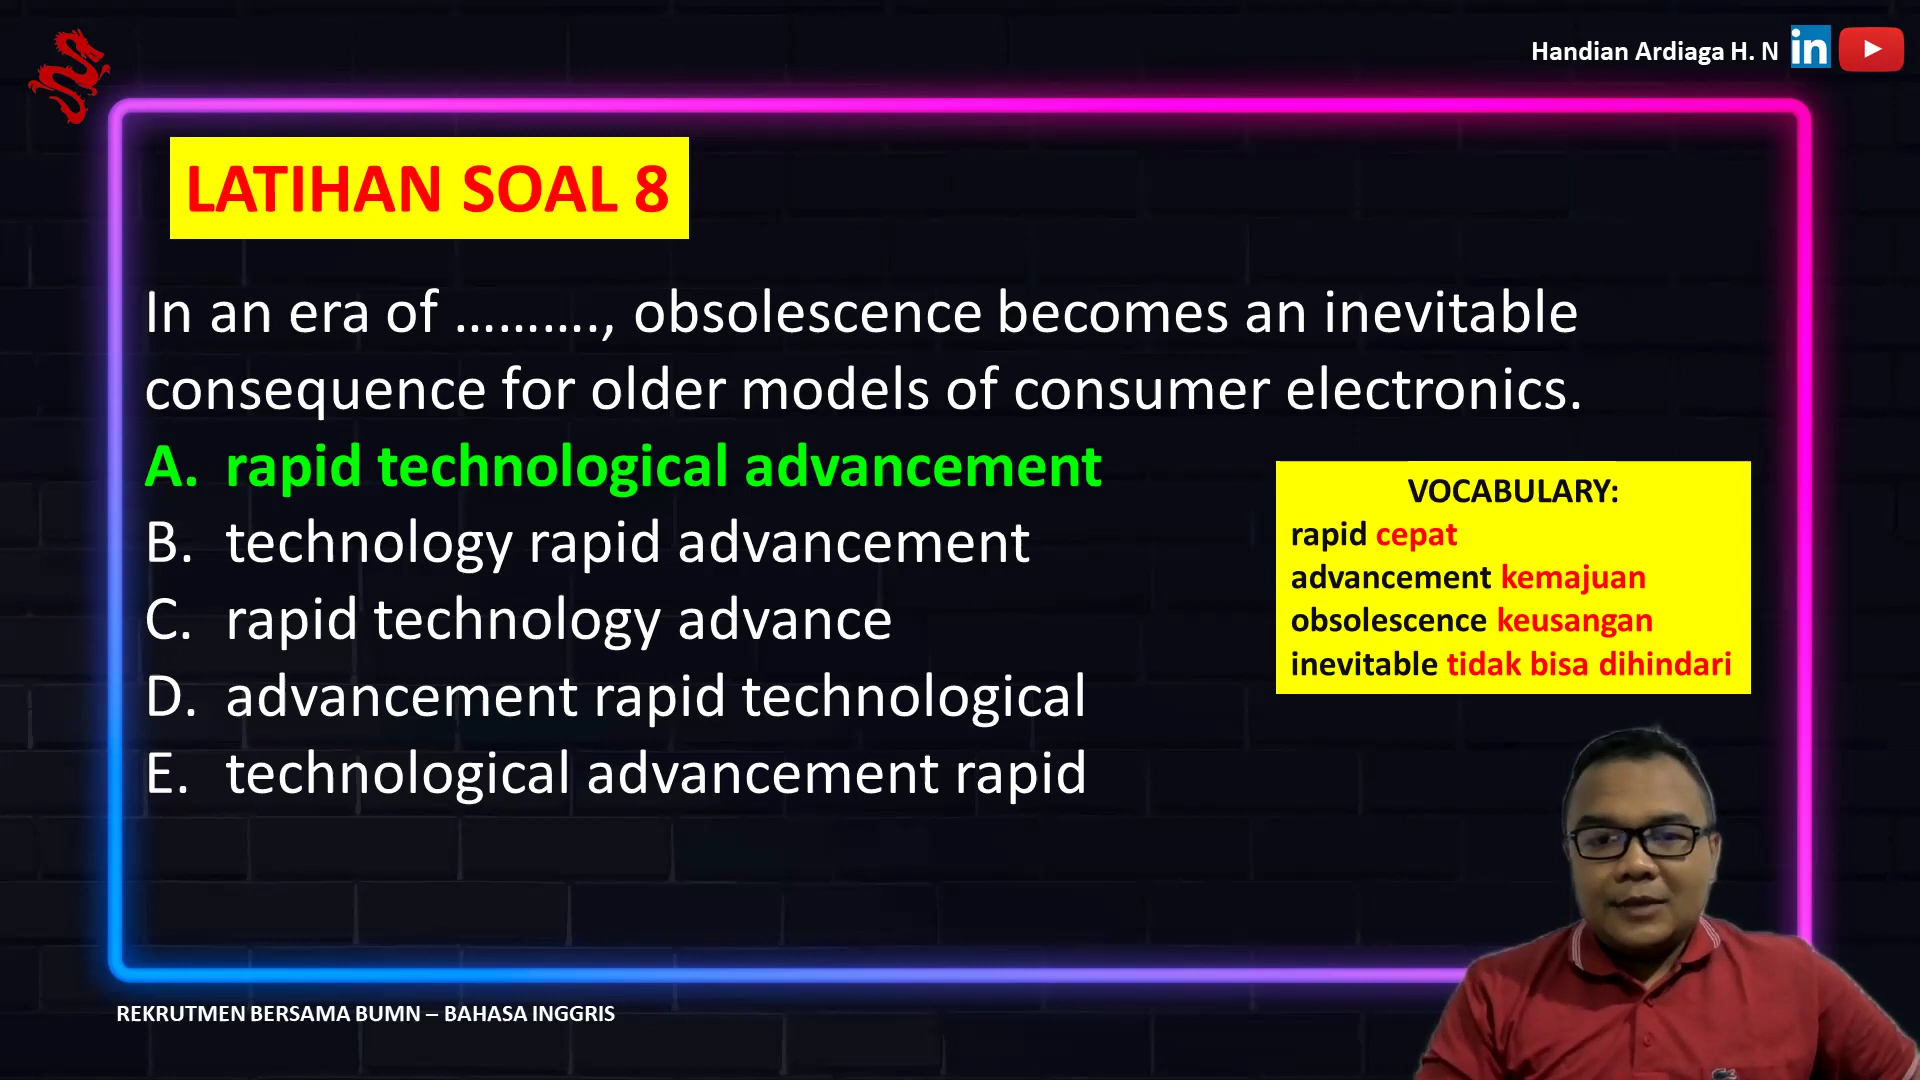 Handian Ardiaga H. N in
LATIHAN SOAL 8
In an era of ………., obsolescence becomes an inevitable
consequence for older models of consumer electronics.
A. rapid technological advancement
B. technology rapid advancement
C. rapid technology advance
D. advancement rapid technological
E. technological advancement rapid
VOCABULARY:
rapid cepat
advancement kemajuan
obsolescence keusangan
inevitable tidak bisa dihindari
REKRUTMEN BERSAMA BUMN – BAHASA INGGRIS